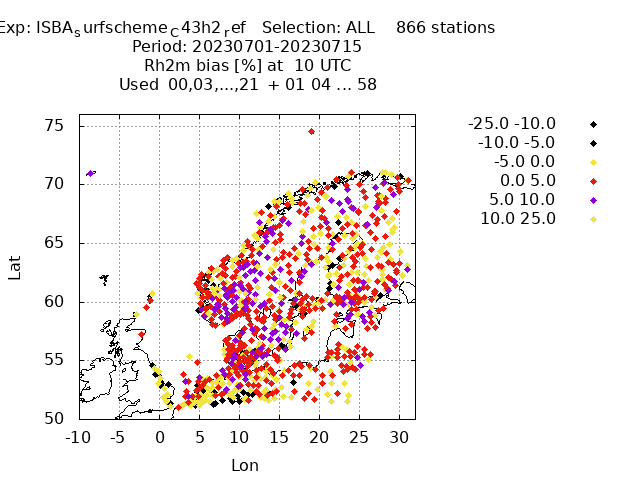 Exp: ISBAsurfschemeC43h2ref Selection: ALL 866 stations
Period: 20230701-20230715
Rh2m bias [%] at 10 UTC
Used 00,03,...,21 + 01 04 ... 58
-25.0 -10.0
-10.0 -5.0
-5.0 0.0
0.0 5.0
5.0 10.0
10.0 25.0
75
70
65
60
55
50
Lat
-10 -5 0 5 10 15 20 25 30
Lon